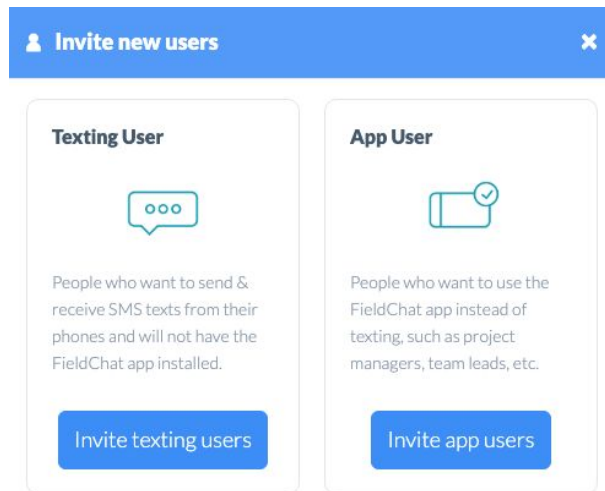 Invite new users
Texting User
People who want to send &
receive SMS texts from their
phones and will not have the
FieldChat app installed.
Invite texting users
App User
People who want to use the
FieldChat app instead of
texting, such as project
managers, team leads, etc.
Invite app users